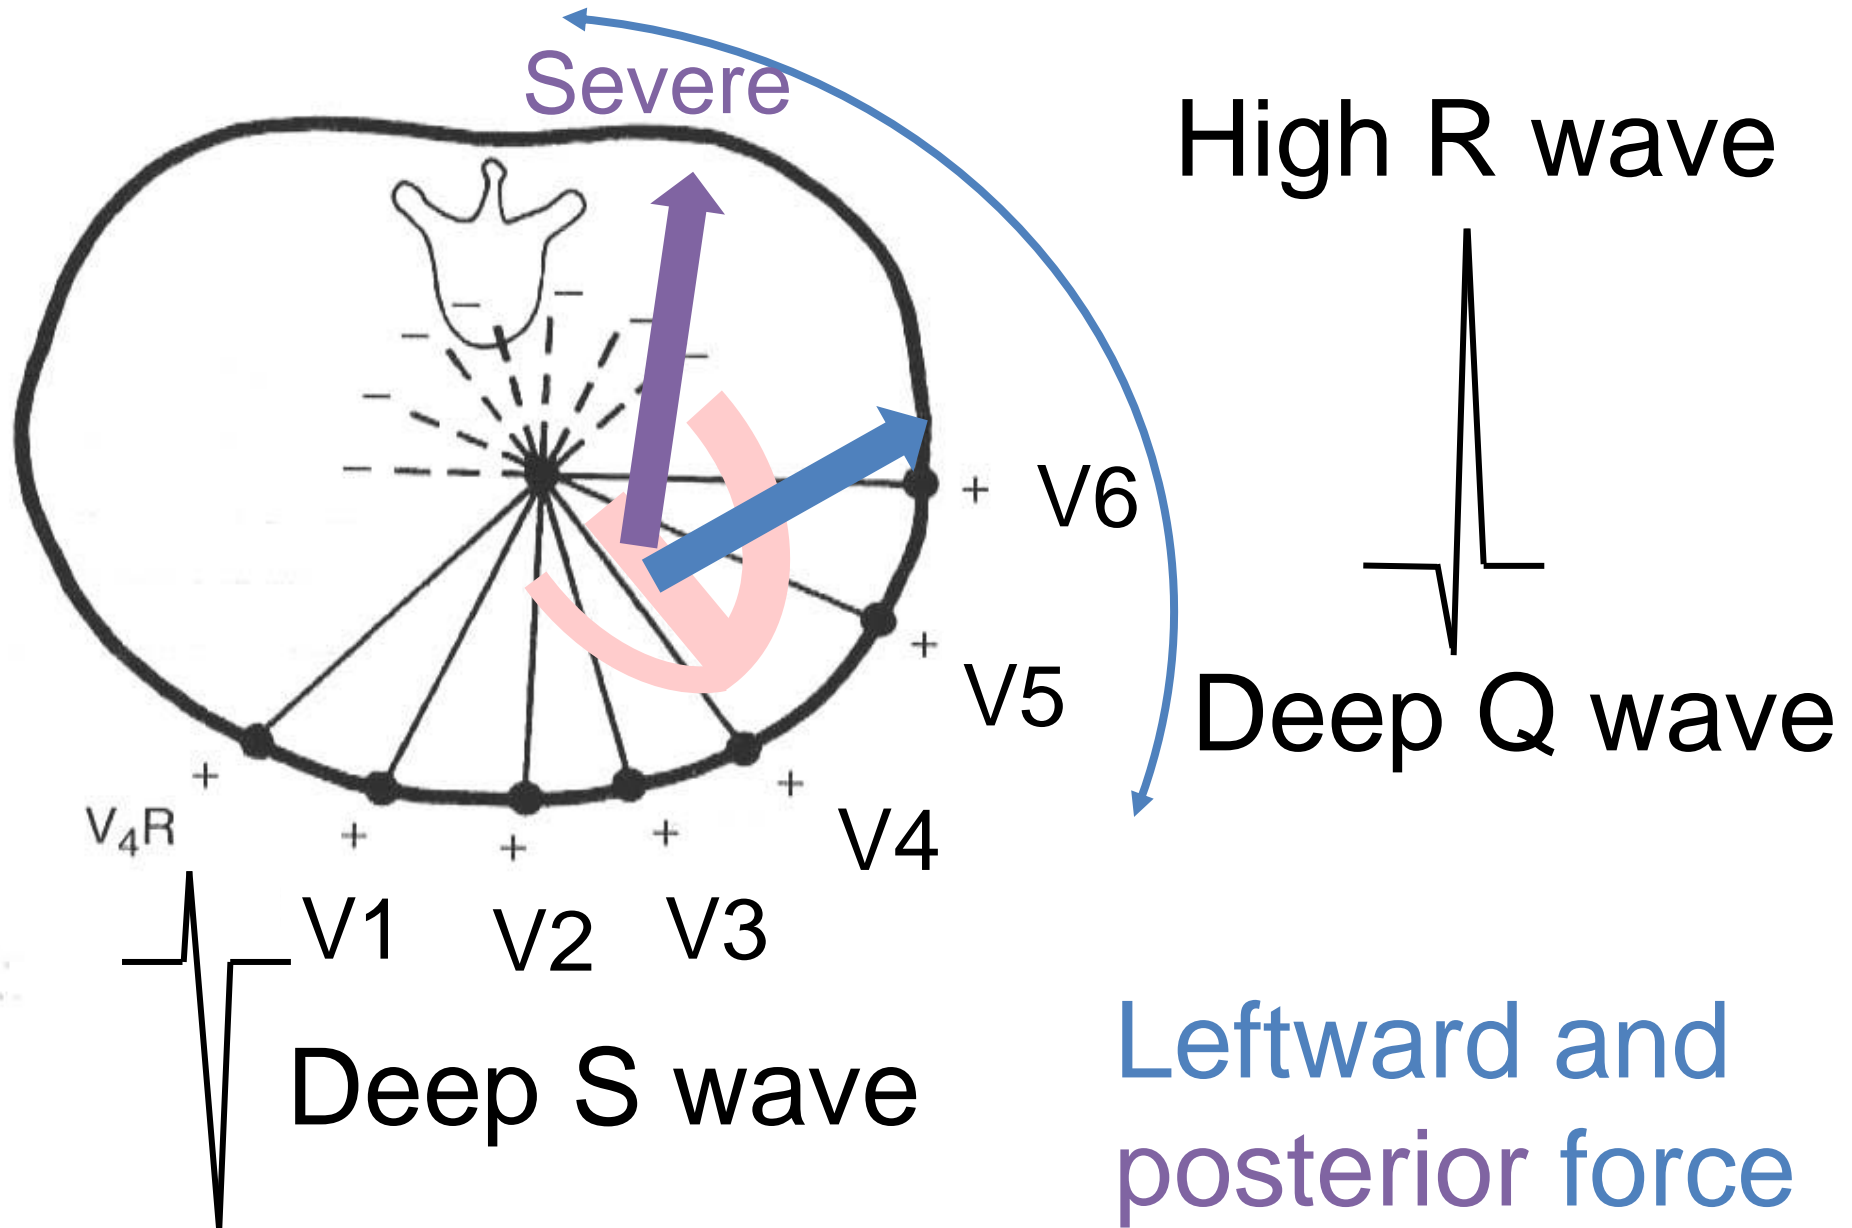 Severe
High R wave
V6
V5
Deep Q wave
V4
V₄R
V1
V2
V3
Deep S wave
Leftward and
posterior force